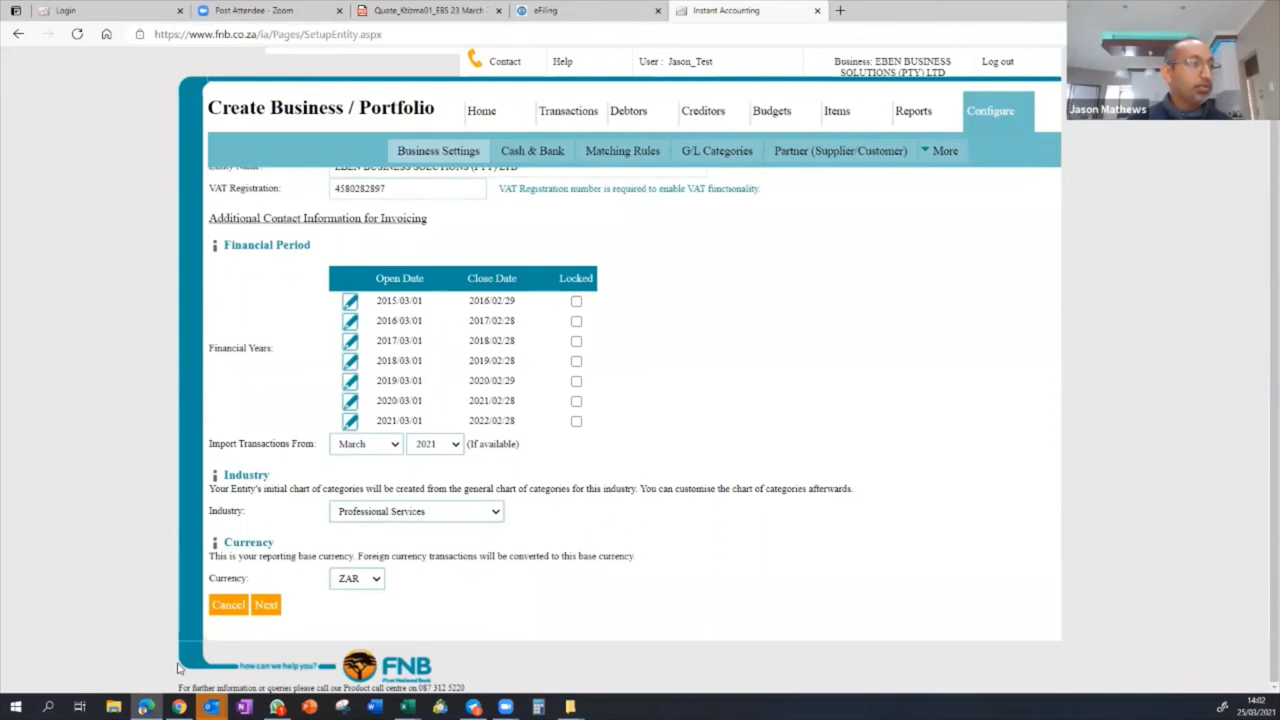 Login
Post Attendee - Zoom
Quote_Ktizma01_EBS 23 March
eFiling
Instant Accounting
https://www.fnb.co.za/ia/Pages/SetupEntity.aspx
Contact
Help
User : Jason_Test
Business: EBEN BUSINESS
SOLUTIONS (PTY) LTD
Log out
Jason Mathews
Create Business / Portfolio
Home
Transactions
Debtors
Creditors
Budgets
Items
Reports
Configure
Business Settings
Cash & Bank
Matching Rules
G/L Categories
Partner (Supplier/Customer)
More
Entity Name: EBEN BUSINESS SOLUTIONS (PTY) LTD
VAT Registration: 4580282897 VAT Registration number is required to enable VAT functionality.
Additional Contact Information for Invoicing
Financial Period
Open Date Close Date Locked
2015/03/01 2016/02/29
2016/03/01 2017/02/28
2017/03/01 2018/02/28
Financial Years:
2018/03/01 2019/02/28
2019/03/01 2020/02/29
2020/03/01 2021/02/28
2021/03/01 2022/02/28
Import Transactions From: March 2021 (If available)
Industry
Your Entity's initial chart of categories will be created from the general chart of categories for this industry. You can customise the chart of categories afterwards.
Industry: Professional Services
Currency
This is your reporting base currency. Foreign currency transactions will be converted to this base currency.
Currency: ZAR
Cancel Next
how can we help you?
FNB
First National Bank
For further information or queries please call our Product call centre on 087 312 5220
14:02
25/03/2021